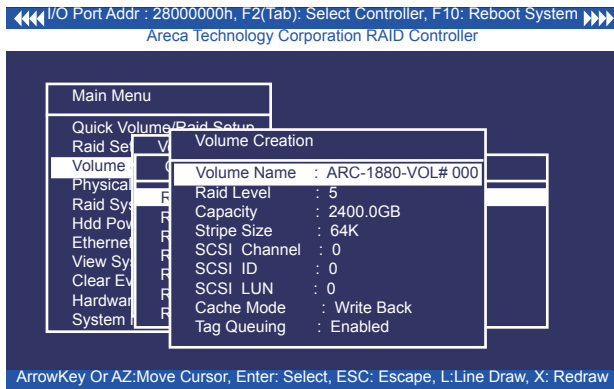 I/O Port Addr : 28000000h, F2(Tab): Select Controller, F10: Reboot System
Areca Technology Corporation RAID Controller
Main Menu
Quick Volume/Raid Setup
Raid Set
Volume
Physical
Raid Sys
Hdd Pow
Ethernet
View Sy
Clear Ev
Hardwar
System
Volume Creation
Volume Name : ARC-1880-VOL# 000
Raid Level : 5
Capacity : 2400.0GB
Stripe Size : 64K
SCSI Channel : 0
SCSI ID : 0
SCSI LUN : 0
Cache Mode : Write Back
Tag Queuing : Enabled
ArrowKey Or AZ:Move Cursor, Enter: Select, ESC: Escape, L:Line Draw, X: Redraw